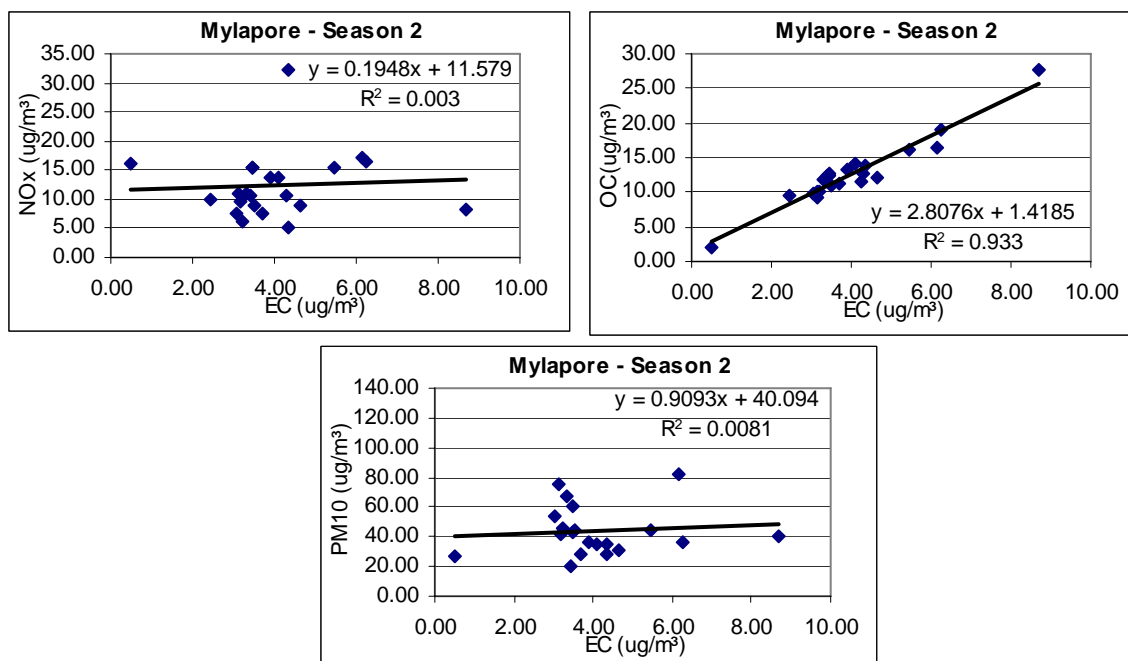 Mylapore - Season 2
y = 0.1948x + 11.579
R² = 0.003
NOx (ug/m³)
35.00
30.00
25.00
20.00
15.00
10.00
5.00
0.00
0.00 2.00 4.00 6.00 8.00 10.00
EC (ug/m³)
Mylapore - Season 2
OC(ug/m³)
30.00
25.00
20.00
15.00
10.00
5.00
0.00
y = 2.8076x + 1.4185
R² = 0.933
0.00 2.00 4.00 6.00 8.00 10.00
EC (ug/m³)
Mylapore - Season 2
y = 0.9093x + 40.094
R² = 0.0081
PM10 (ug/m³)
140.00
120.00
100.00
80.00
60.00
40.00
20.00
0.00
0.00 2.00 4.00 6.00 8.00 10.00
EC (ug/m³)